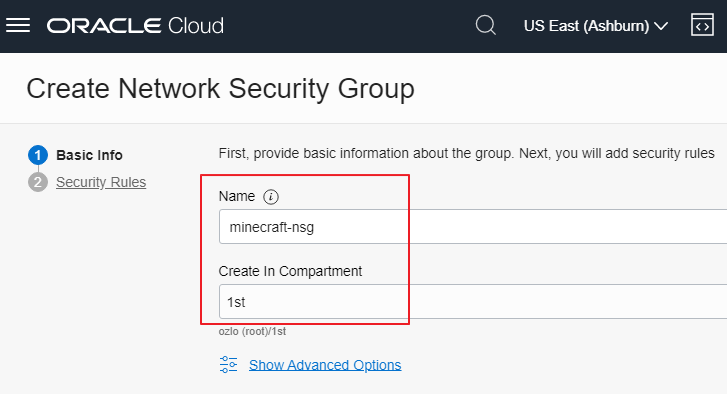 ORACLE Cloud
US East (Ashburn)
Create Network Security Group
1 Basic Info
2 Security Rules
First, provide basic information about the group. Next, you will add security rules
Name i
minecraft-nsg
Create In Compartment
1st
ozlo (root)/1st
Show Advanced Options